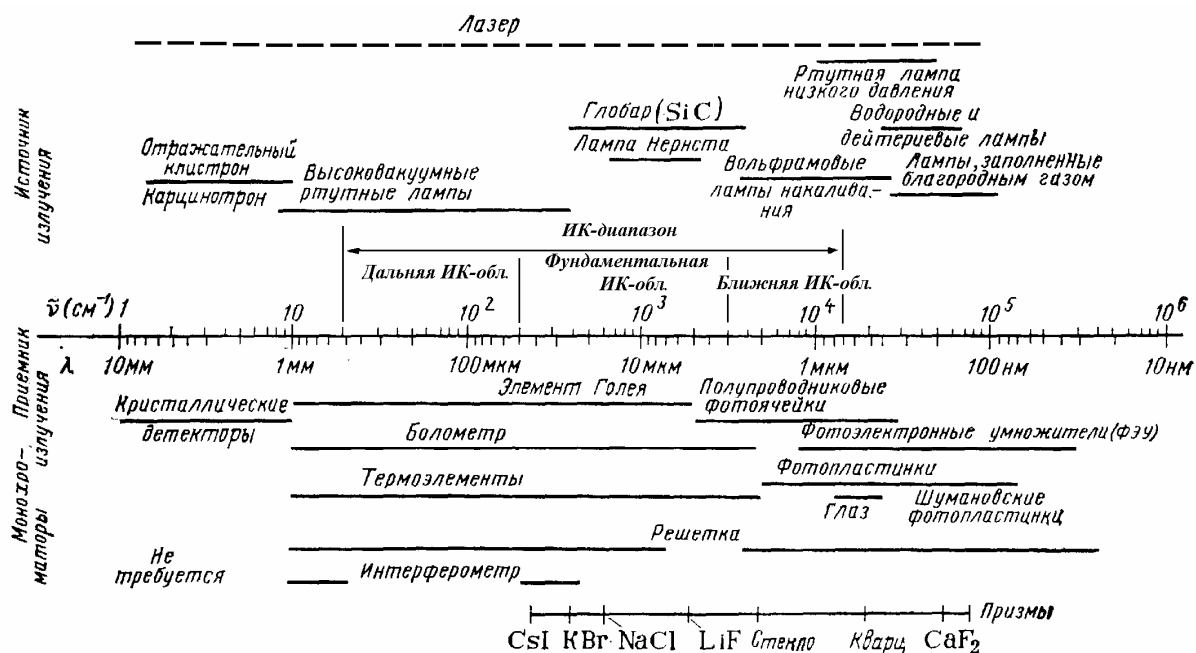 Лазер
Ртутная лампа
низкого давления
Глобар (SiC)
Водородные и
дейтериевые лампы
Лампа Нернста
Отражательный
клистрон
Карцинотрон
Высоковакуумные
ртутные лампы
Вольфрамовые
лампы накалива-
ния
Лампы, заполненные
благородным газом
Источник
излучения
ИК-диапазон
Дальняя ИК-обл.
Фундаментальная
ИК-обл.
Ближняя ИК-обл.
ν̃(см⁻¹) 1 10 10² 10³ 10⁴ 10⁵ 10⁶
λ 10мм 1мм 100мкм 10мкм 1мкм 100нм 10нм
Приемник
излучения
Элемент Голея
Полупроводниковые
фотоячейки
Кристаллические
детекторы
Болометр
Фотоэлектронные умножители(ФЭУ)
Термоэлементы
Фотопластинки
Глаз
Шумановские
фотопластинки
Монохро-
маторы
Решетка
Не
требуется
Интерферометр
Призмы
CsI KBr NaCl LiF Стекло Кварц CaF₂